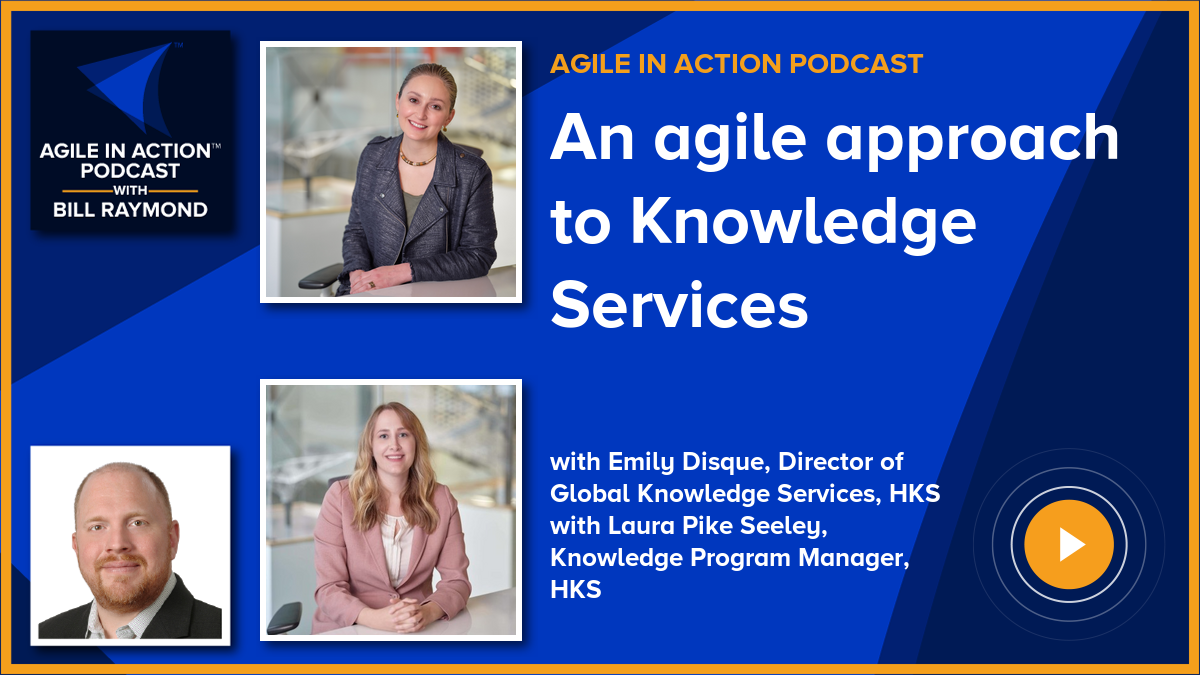 AGILE IN ACTION™
PODCAST
WITH
BILL RAYMOND
AGILE IN ACTION PODCAST
An agile approach
to Knowledge
Services
with Emily Disque, Director of
Global Knowledge Services, HKS
with Laura Pike Seeley,
Knowledge Program Manager,
HKS